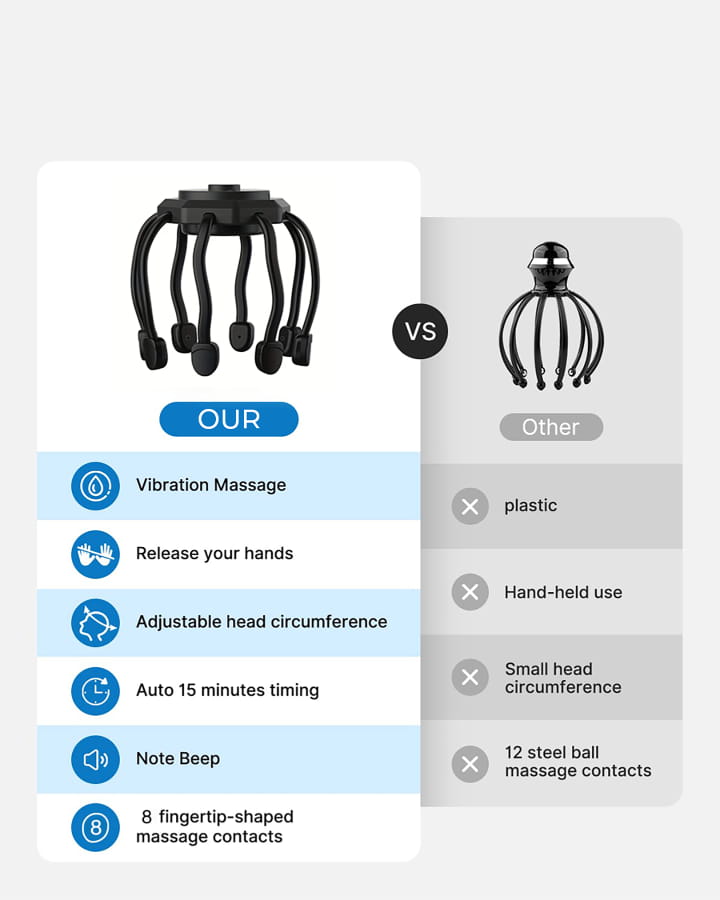 VS
OUR
Vibration Massage
Release your hands
Adjustable head circumference
Auto 15 minutes timing
Note Beep
8
8 fingertip-shaped
massage contacts
Other
plastic
Hand-held use
Small head
circumference
12 steel ball
massage contacts